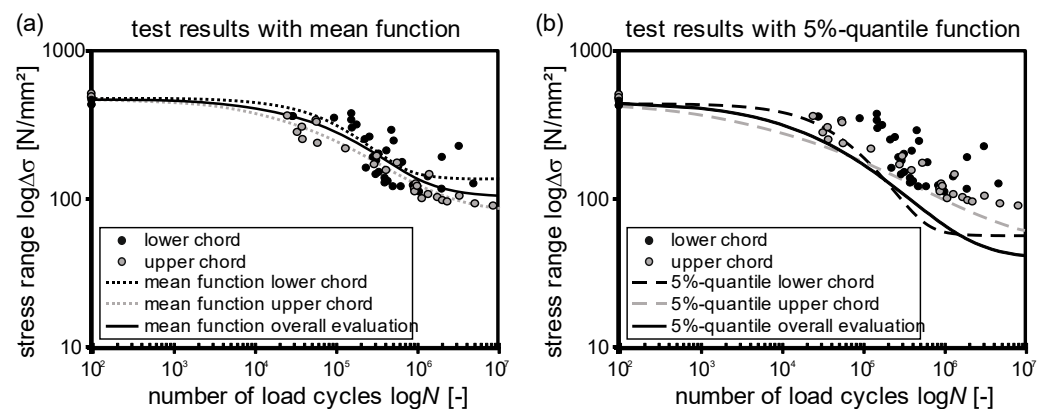 (a)
test results with mean function
1000
100
10
stress range logΔσ [N/mm²]
lower chord
upper chord
mean function lower chord
mean function upper chord
mean function overall evaluation
10² 10³ 10⁴ 10⁵ 10⁶ 10⁷
number of load cycles logN [-]
(b)
test results with 5%-quantile function
1000
100
10
stress range logΔσ [N/mm²]
lower chord
upper chord
5%-quantile lower chord
5%-quantile upper chord
5%-quantile overall evaluation
10² 10³ 10⁴ 10⁵ 10⁶ 10⁷
number of load cycles logN [-]